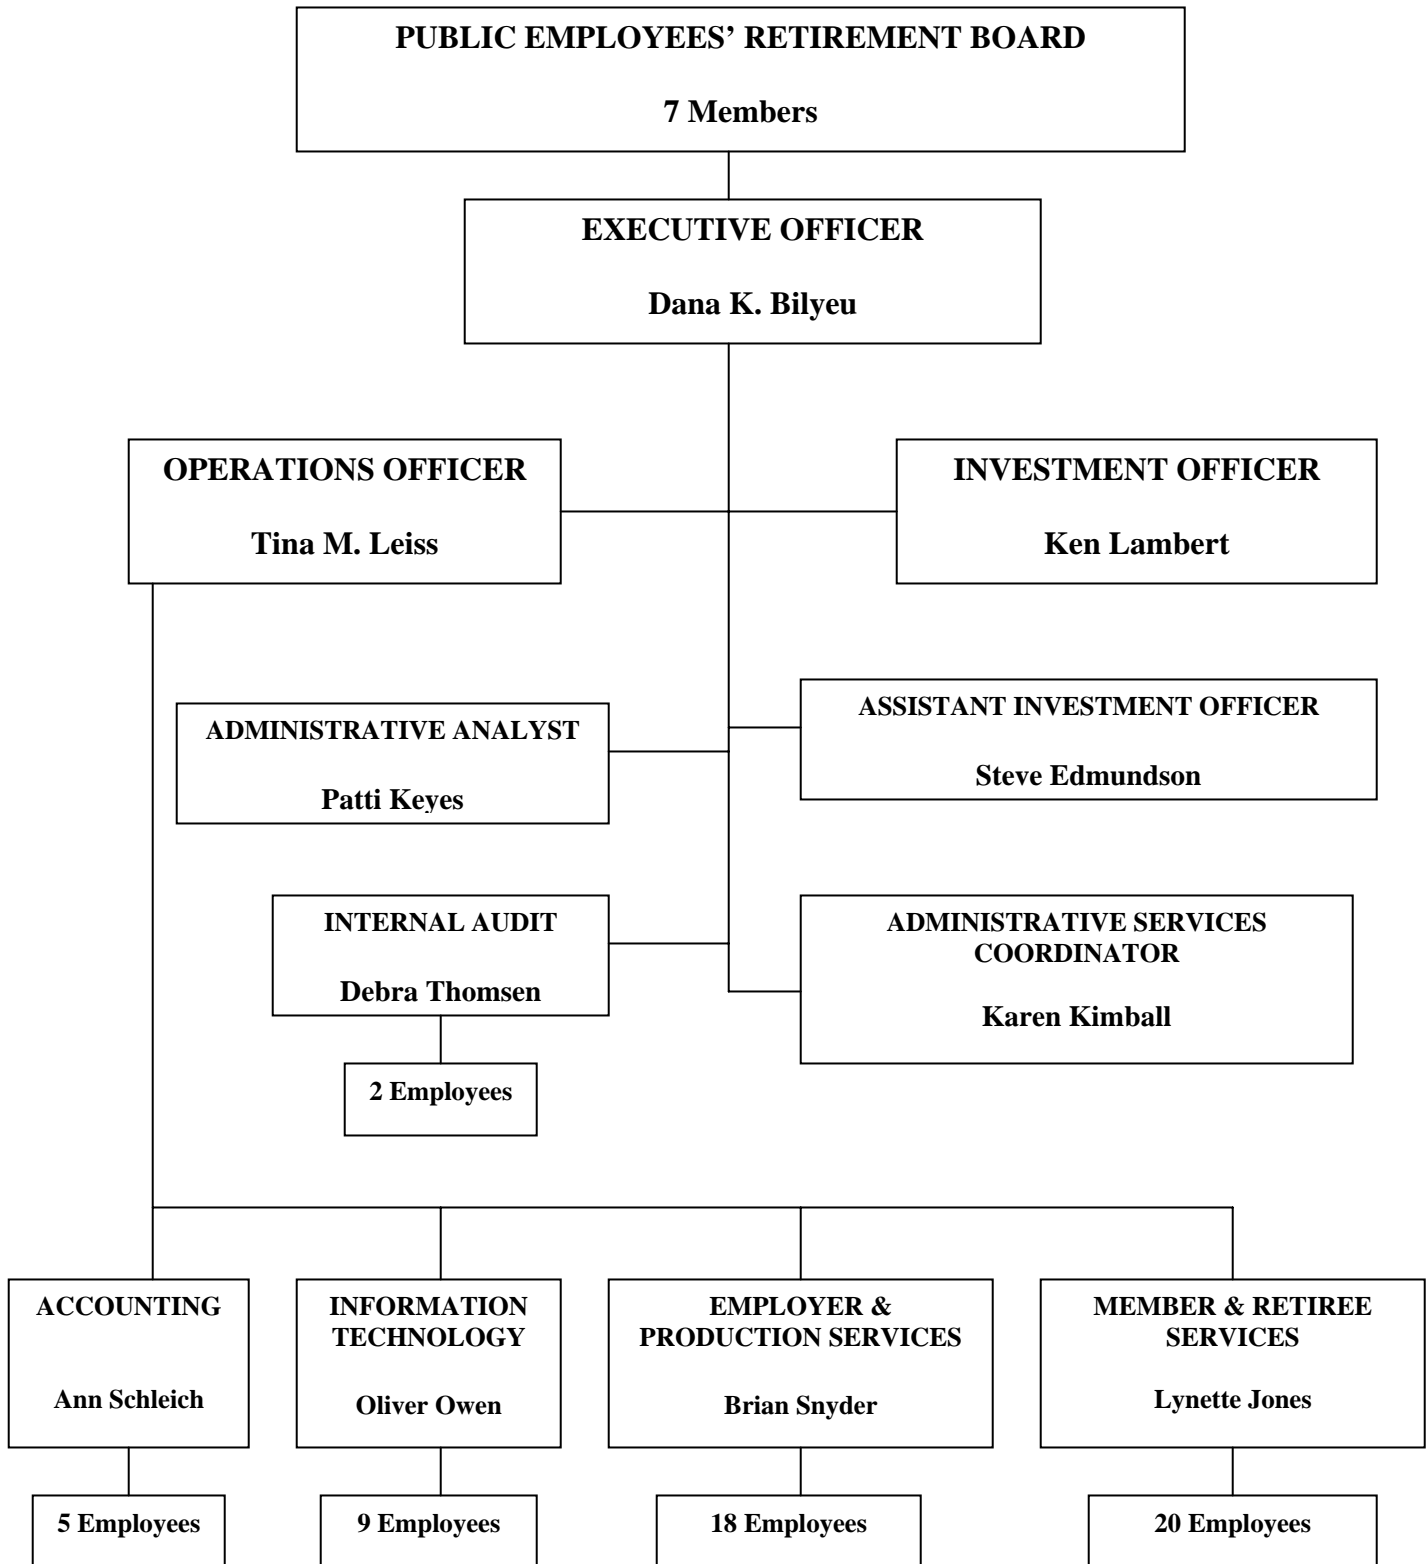 PUBLIC EMPLOYEES’ RETIREMENT BOARD
7 Members
EXECUTIVE OFFICER
Dana K. Bilyeu
OPERATIONS OFFICER
Tina M. Leiss
INVESTMENT OFFICER
Ken Lambert
ADMINISTRATIVE ANALYST
Patti Keyes
ASSISTANT INVESTMENT OFFICER
Steve Edmundson
INTERNAL AUDIT
Debra Thomsen
2 Employees
ADMINISTRATIVE SERVICES
COORDINATOR
Karen Kimball
ACCOUNTING
Ann Schleich
5 Employees
INFORMATION
TECHNOLOGY
Oliver Owen
9 Employees
EMPLOYER &
PRODUCTION SERVICES
Brian Snyder
18 Employees
MEMBER & RETIREE
SERVICES
Lynette Jones
20 Employees